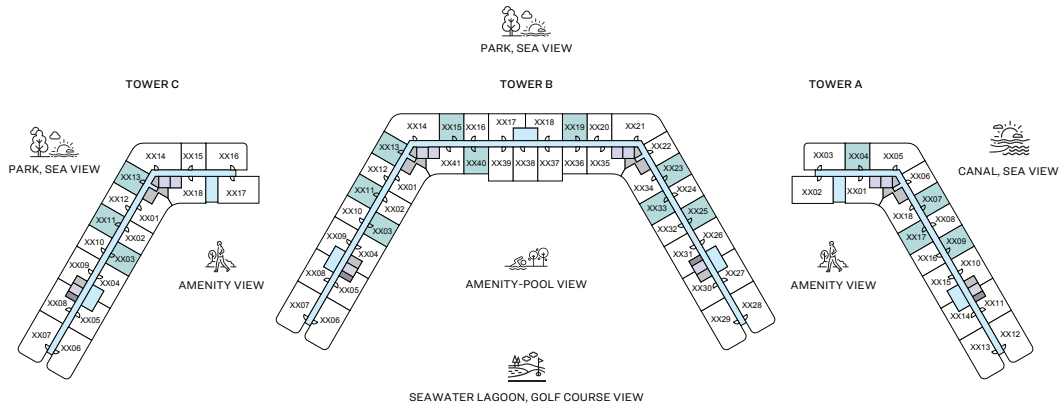 PARK, SEA VIEW
TOWER C
TOWER B
TOWER A
PARK, SEA VIEW
CANAL, SEA VIEW
XX14
XX15
XX16
XX13
XX12
XX18
XX17
XX01
XX11
XX02
XX10
XX03
XX09
XX04
XX08
XX05
XX07
XX06
AMENITY VIEW
XX14
XX15
XX16
XX17
XX18
XX19
XX20
XX21
XX13
XX41
XX40
XX39
XX38
XX37
XX36
XX35
XX22
XX12
XX01
XX34
XX23
XX11
XX02
XX33
XX24
XX10
XX03
XX32
XX25
XX09
XX04
XX31
XX26
XX08
XX05
XX30
XX27
XX07
XX06
XX29
XX28
AMENITY-POOL VIEW
XX03
XX04
XX05
XX02
XX01
XX06
XX18
XX07
XX17
XX08
XX16
XX09
XX15
XX10
XX14
XX11
XX13
XX12
AMENITY VIEW
SEAWATER LAGOON, GOLF COURSE VIEW